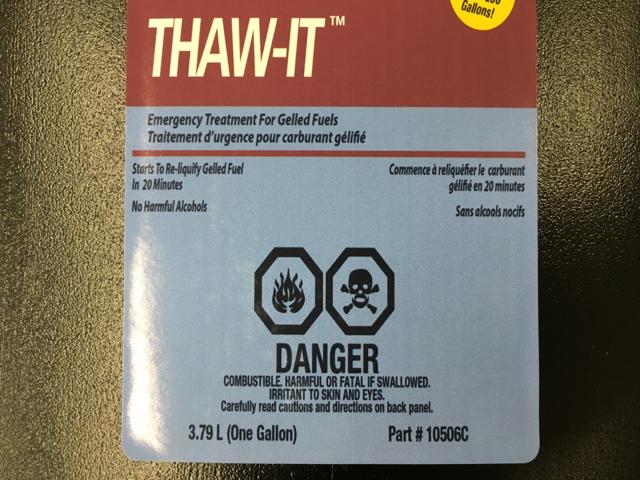 Gallons!
THAW-IT™
Emergency Treatment For Gelled Fuels
Traitement d'urgence pour carburant gélifié
Starts To Re-liquify Gelled Fuel
In 20 Minutes
No Harmful Alcohols
Commence à reliquéfier le carburant
gélifié en 20 minutes
Sans alcools nocifs
DANGER
COMBUSTIBLE. HARMFUL OR FATAL IF SWALLOWED.
IRRITANT TO SKIN AND EYES.
Carefully read cautions and directions on back panel.
3.79 L (One Gallon)
Part # 10506C